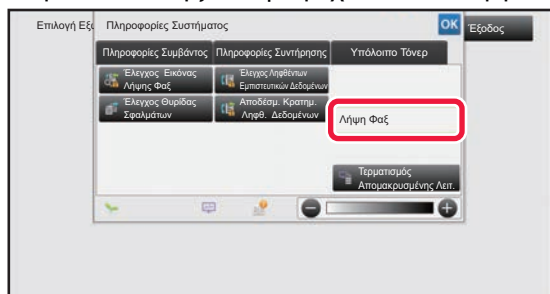 Επιλογή Εξό
Πληροφορίες Συστήματος
OK
Έξοδος
Πληροφορίες Συμβάντος
Πληροφορίες Συντήρησης
Υπόλοιπο Τόνερ
Έλεγχος Εικόνας
Λήψης Φαξ
Έλεγχος Ληφθέντων
Εμπιστευτικών Δεδομένων
Έλεγχος Θυρίδας
Σφαλμάτων
Αποδέσμ. Κρατημ.
Ληφθ. Δεδομένων
Λήψη Φαξ
Τερματισμός
Απομακρυσμένης Λειτ.